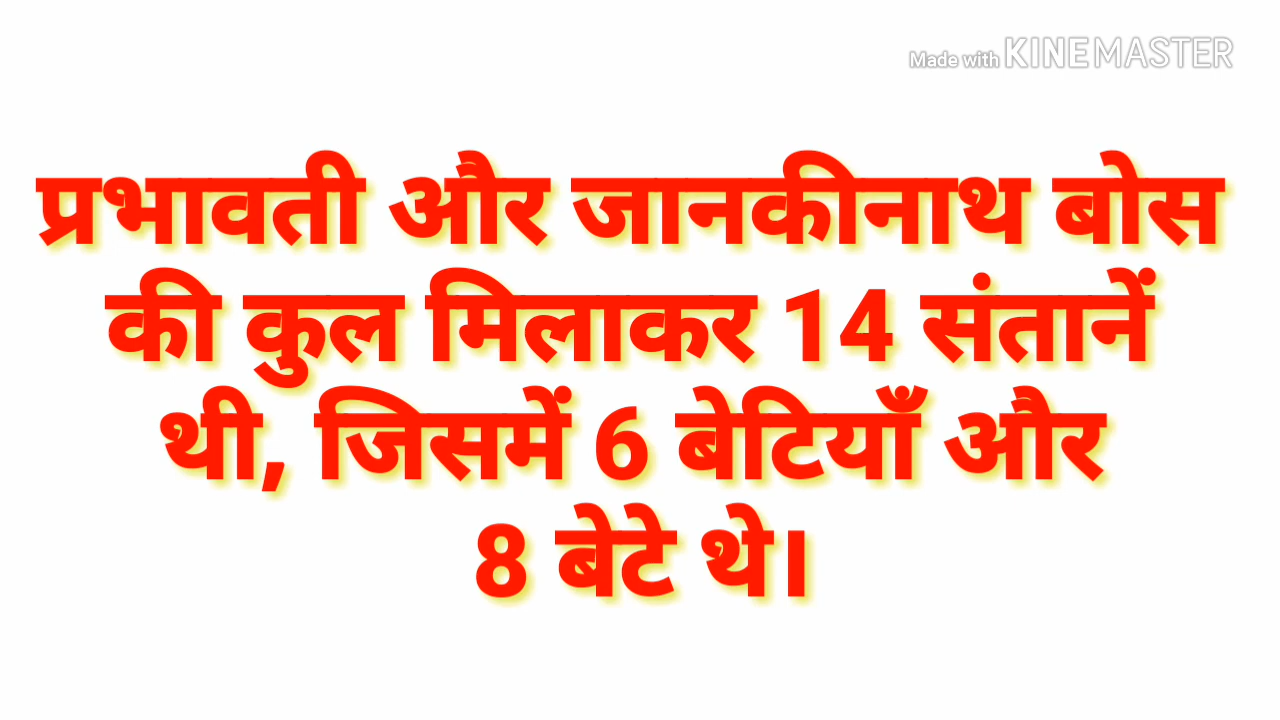 Made with KINEMASTER
प्रभावती और जानकीनाथ बोस
की कुल मिलाकर 14 संतानें
थी, जिसमें 6 बेटियाँ और
8 बेटे थे।